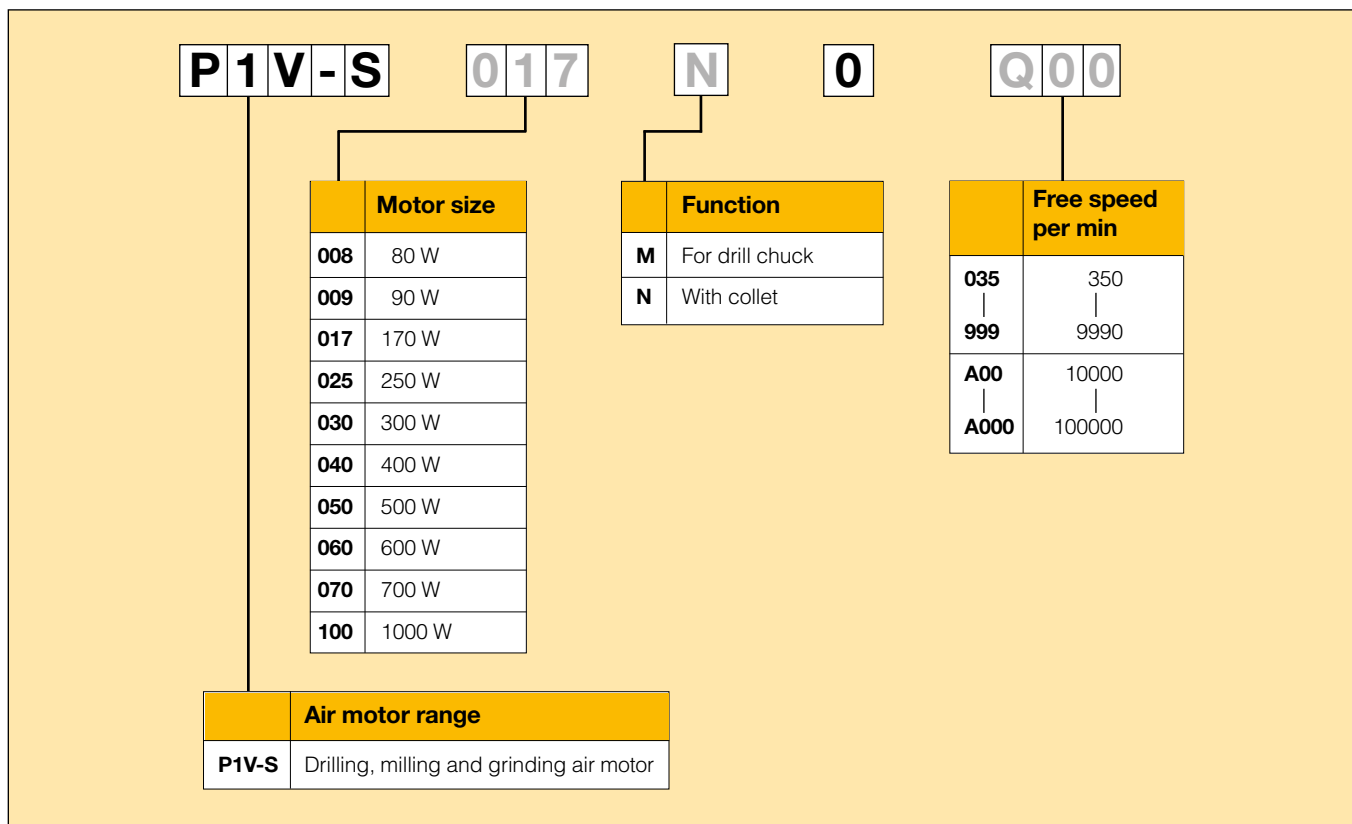 P1V-S 017 N 0 Q00
Motor size
008 80 W
009 90 W
017 170 W
025 250 W
030 300 W
040 400 W
050 500 W
060 600 W
070 700 W
100 1000 W
Function
M For drill chuck
N With collet
Free speed
per min
035 350
999 9990
A00 10000
A000 100000
Air motor range
P1V-S Drilling, milling and grinding air motor